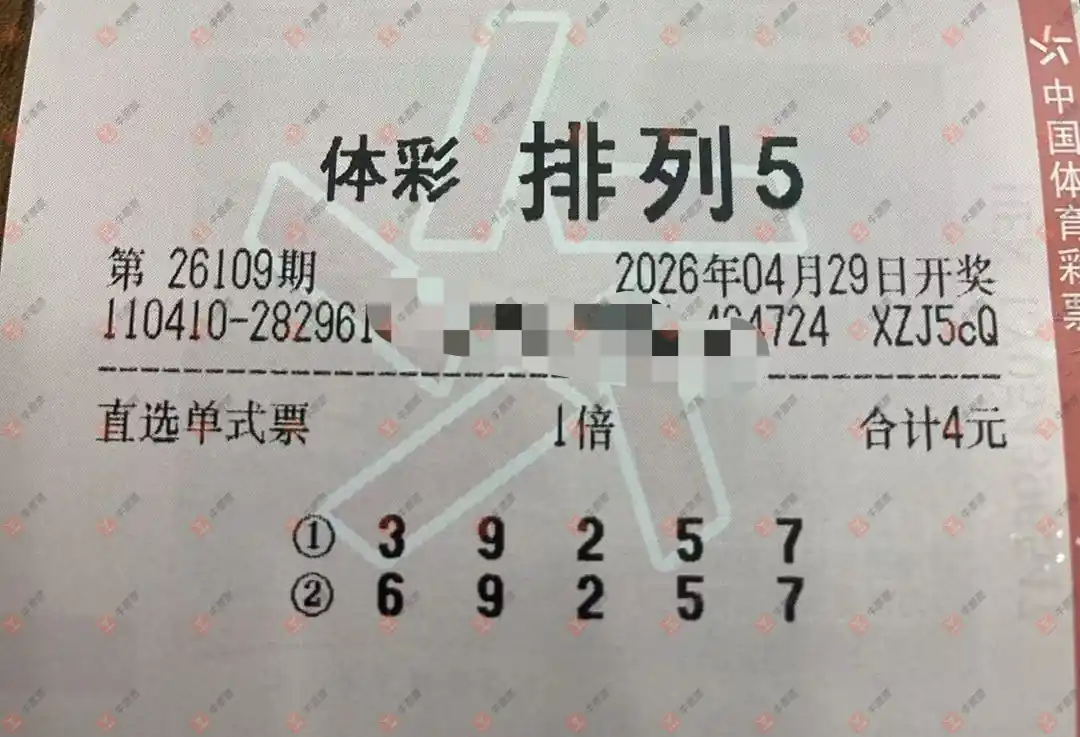 体彩 排列5
第 26109期 2026年04月29日开奖
110410-282961 4724 XZJ5cQ
直选单式票 1倍 合计4元
① 3 9 2 5 7
② 6 9 2 5 7
中国体育彩票